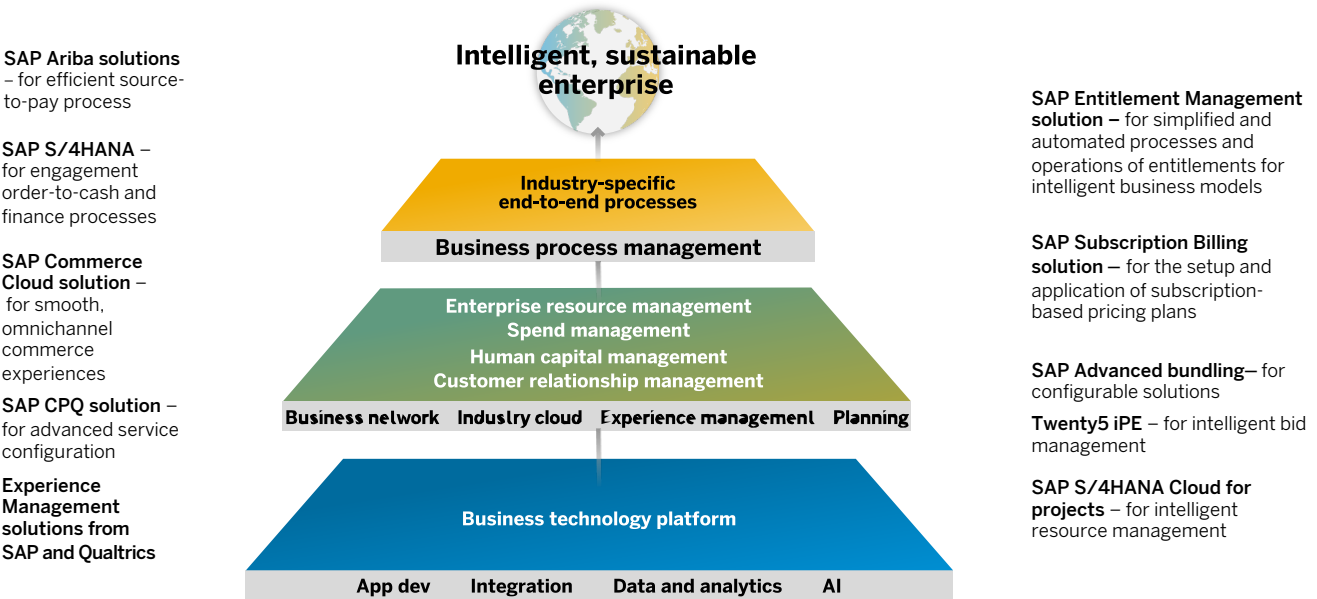 SAP Ariba solutions
– for efficient source-
to-pay process
SAP S/4HANA –
for engagement
order-to-cash and
finance processes
SAP Commerce
Cloud solution –
for smooth,
omnichannel
commerce
experiences
SAP CPQ solution –
for advanced service
configuration
Experience
Management
solutions from
SAP and Qualtrics
Intelligent, sustainable
enterprise
Industry-specific
end-to-end processes
Business process management
Enterprise resource management
Spend management
Human capital management
Customer relationship management
Business network Industry cloud Experience management Planning
Business technology platform
App dev Integration Data and analytics AI
SAP Entitlement Management
solution – for simplified and
automated processes and
operations of entitlements for
intelligent business models
SAP Subscription Billing
solution – for the setup and
application of subscription-
based pricing plans
SAP Advanced bundling– for
configurable solutions
Twenty5 iPE – for intelligent bid
management
SAP S/4HANA Cloud for
projects – for intelligent
resource management